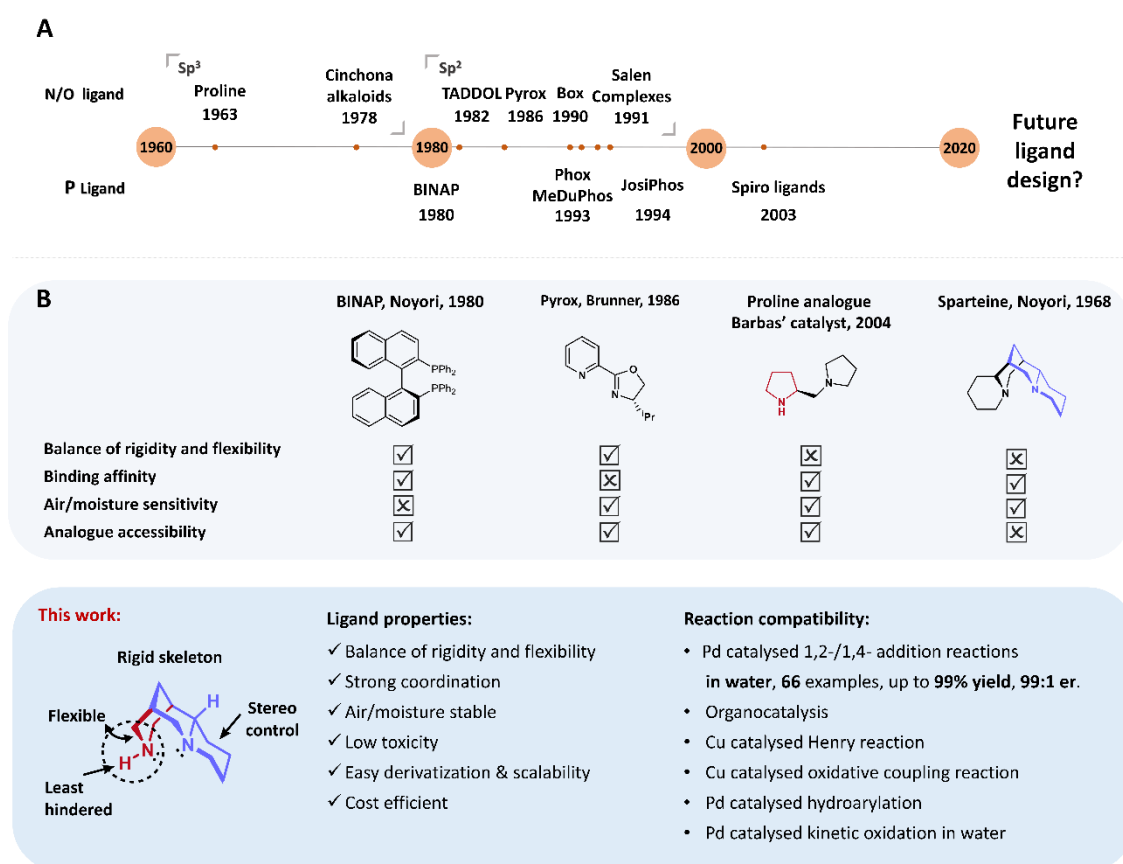 A
Sp³
Sp²
N/O ligand
Proline
1963
Cinchona
alkaloids
1978
TADDOL
1982
Pyrox
1986
Box
1990
Salen
Complexes
1991
1960
1980
2000
2020
P Ligand
BINAP
1980
Phox
MeDuPhos
1993
JosiPhos
1994
Spiro ligands
2003
Future
ligand
design?
B
BINAP, Noyori, 1980
Pyrox, Brunner, 1986
Proline analogue
Barbas' catalyst, 2004
Sparteine, Noyori, 1968
PPh₂
PPh₂
N
O
N
ⁱPr
N
H
N
N
N
Balance of rigidity and flexibility
Binding affinity
Air/moisture sensitivity
Analogue accessibility
This work:
Rigid skeleton
Flexible
H
Stereo
control
N
N
H
Least
hindered
Ligand properties:
✓ Balance of rigidity and flexibility
✓ Strong coordination
✓ Air/moisture stable
✓ Low toxicity
✓ Easy derivatization & scalability
✓ Cost efficient
Reaction compatibility:
• Pd catalysed 1,2-/1,4- addition reactions
in water, 66 examples, up to 99% yield, 99:1 er.
• Organocatalysis
• Cu catalysed Henry reaction
• Cu catalysed oxidative coupling reaction
• Pd catalysed hydroarylation
• Pd catalysed kinetic oxidation in water